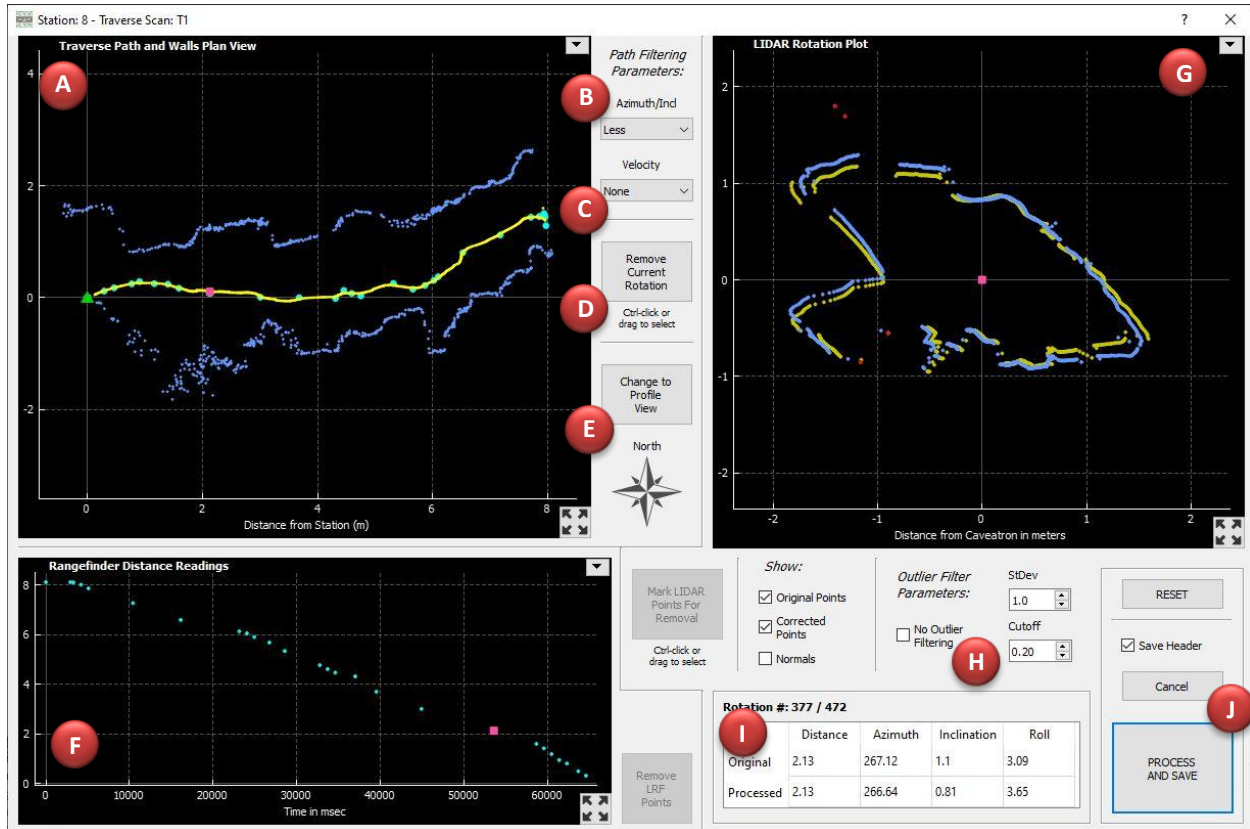 Station: 8 - Traverse Scan: T1
?
Traverse Path and Walls Plan View
A
4
2
0
-2
0
2
4
6
8
Distance from Station (m)
Path Filtering
Parameters:
B
Azimuth/Incl
Less
Velocity
None
C
Remove
Current
Rotation
D
Ctrl-click or
drag to select
Change to
Profile
View
E
North
LIDAR Rotation Plot
G
2
1
0
-1
-2
-2
-1
0
1
2
Distance from Caveatron in meters
Rangefinder Distance Readings
8
6
4
2
0
F
0
10000
20000
30000
40000
50000
60000
Time in msec
Mark LIDAR
Points For
Removal
Ctrl-click or
drag to select
Remove
LRF
Points
Show:
Original Points
Corrected
Points
Normals
Outlier Filter
Parameters:
No Outlier
Filtering
StDev
1.0
Cutoff
0.20
H
Rotation #: 377 / 472
I
Distance Azimuth Inclination Roll
Original 2.13 267.12 1.1 3.09
Processed 2.13 266.64 0.81 3.65
RESET
Save Header
Cancel
J
PROCESS
AND SAVE